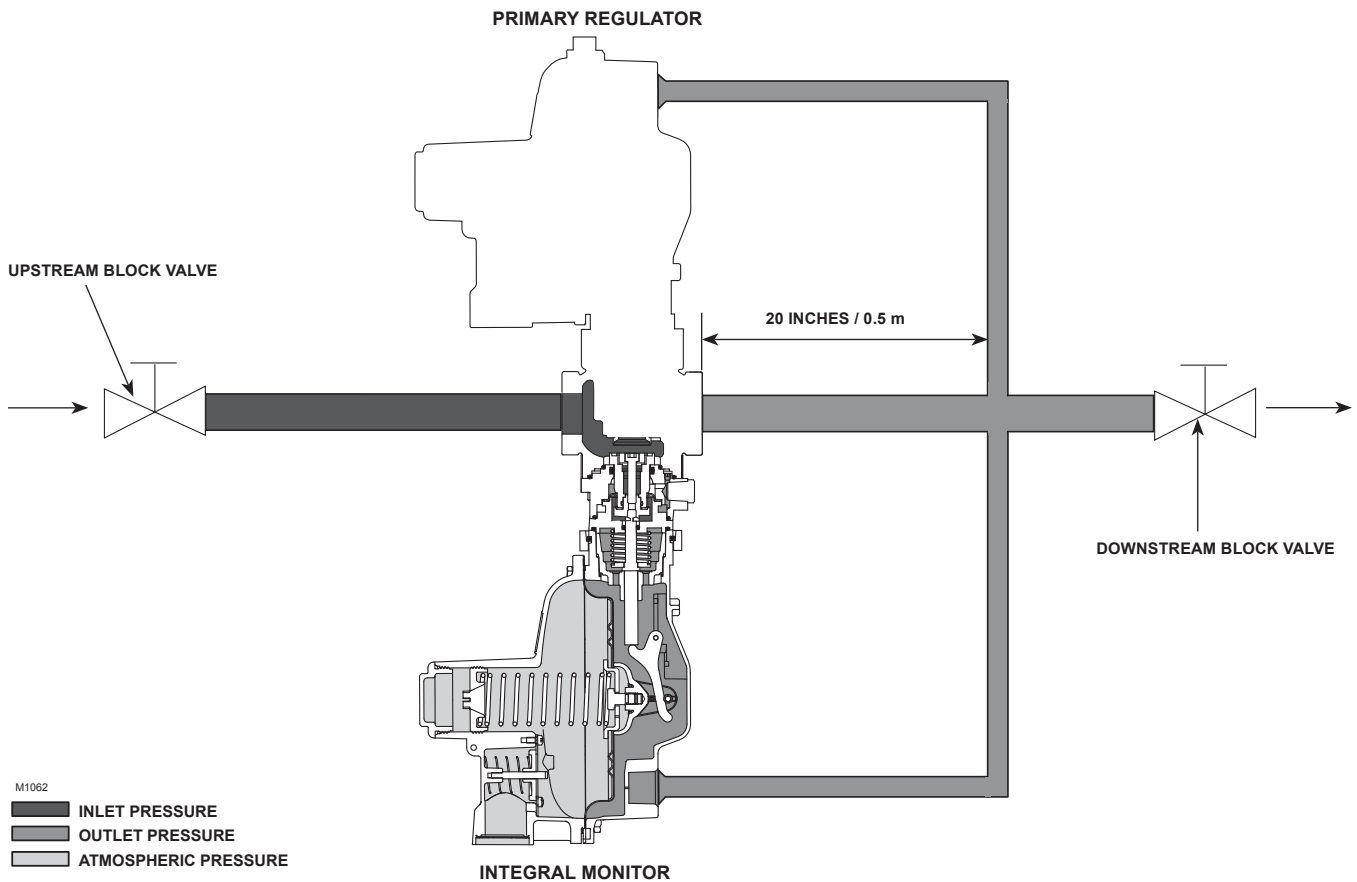 PRIMARY REGULATOR
UPSTREAM BLOCK VALVE
20 INCHES / 0.5 m
DOWNSTREAM BLOCK VALVE
M1062
INLET PRESSURE
OUTLET PRESSURE
ATMOSPHERIC PRESSURE
INTEGRAL MONITOR